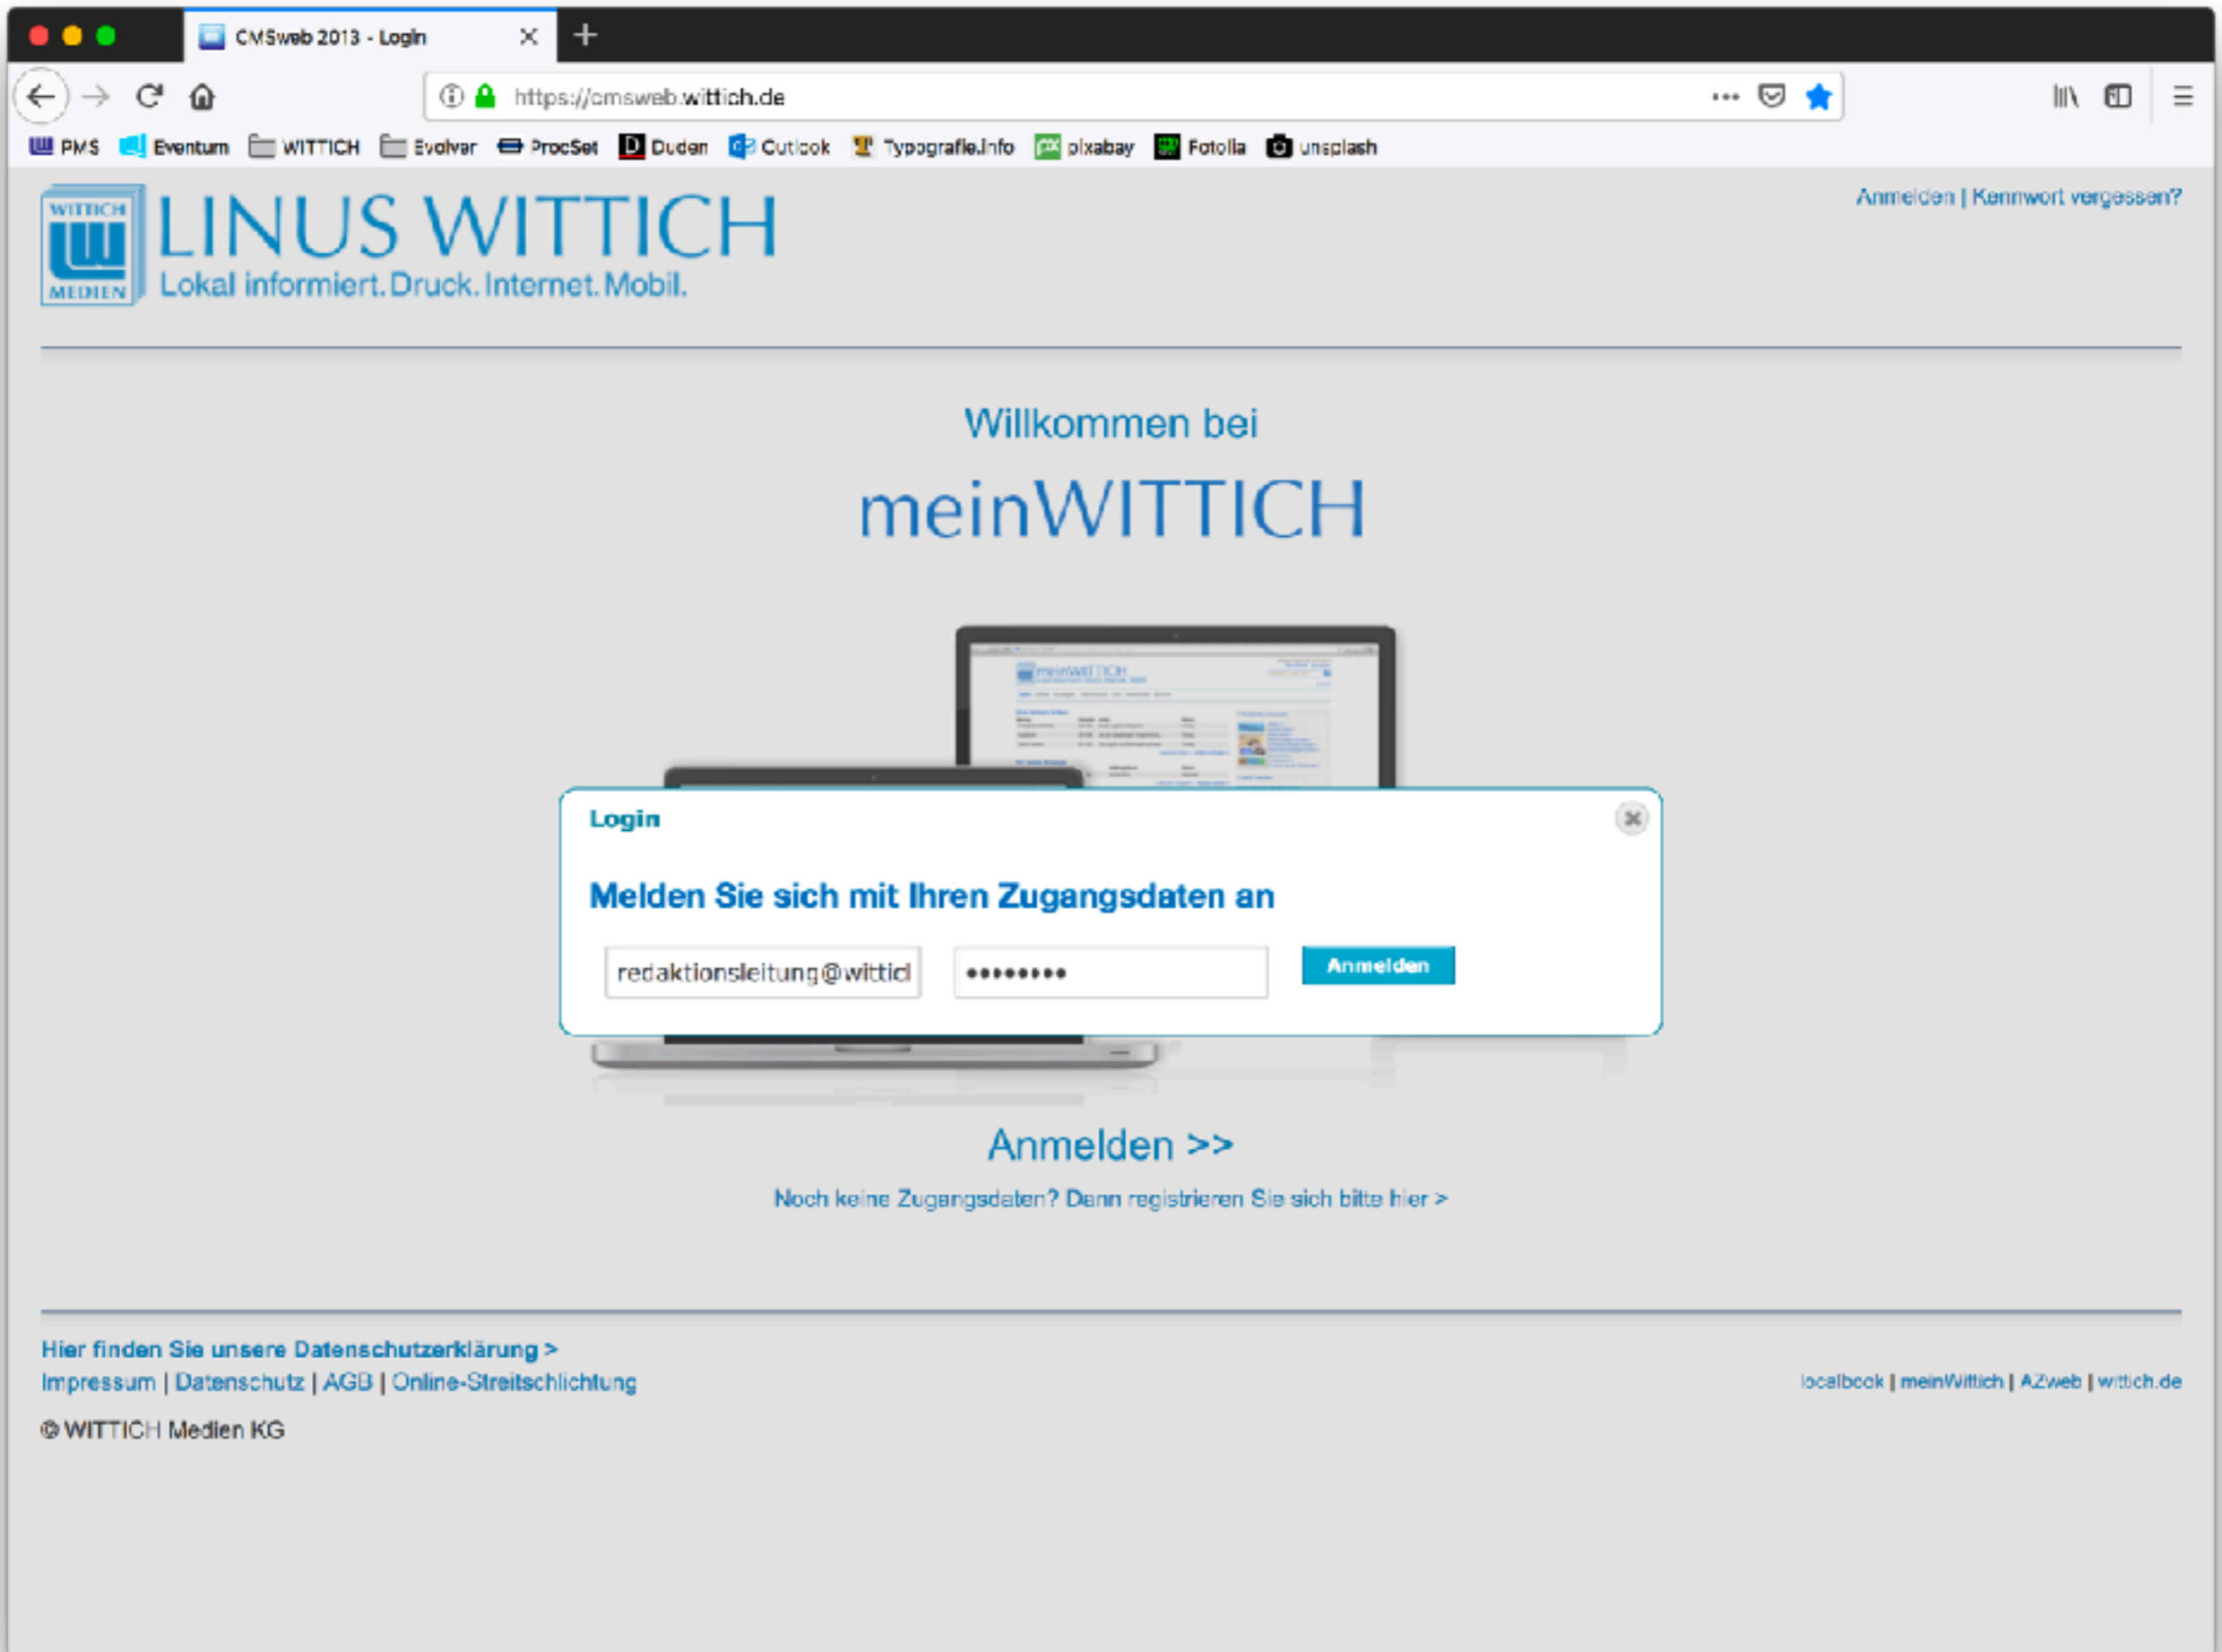 CMSweb 2013 - Login
https://cmsweb.wittich.de
PMS Eventum WITTICH Evolver ProcSet Duden Outlook Typografie.info pixabay Fotolia unsplash
WITTICH
MEDIEN
LINUS WITTICH
Lokal informiert. Druck. Internet. Mobil.
Anmelden | Kennwort vergessen?
Willkommen bei
meinWITTICH
meinWITTICH
Login
Melden Sie sich mit Ihren Zugangsdaten an
redaktionsleitung@wittich
••••••••
Anmelden
Anmelden >>
Noch keine Zugangsdaten? Dann registrieren Sie sich bitte hier >
Hier finden Sie unsere Datenschutzerklärung >
Impressum | Datenschutz | AGB | Online-Streitschlichtung
localbook | meinWittich | AZweb | wittich.de
© WITTICH Medien KG